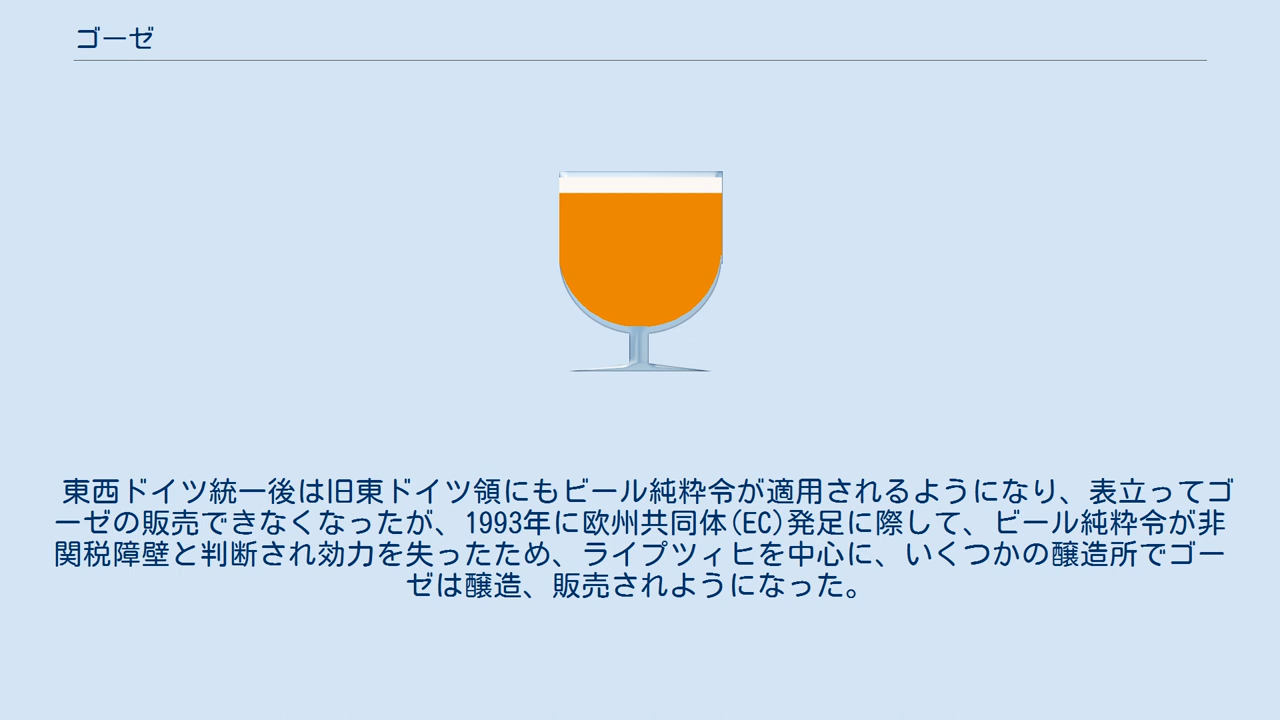 ゴーゼ
東西ドイツ統一後は旧東ドイツ領にもビール純粋令が適用されるようになり、表立ってゴ
ーゼの販売できなくなったが、1993年に欧州共同体(EC)発足に際して、ビール純粋令が非
関税障壁と判断され効力を失ったため、ライプツィヒを中心に、いくつかの醸造所でゴー
ゼは醸造、販売されようになった。